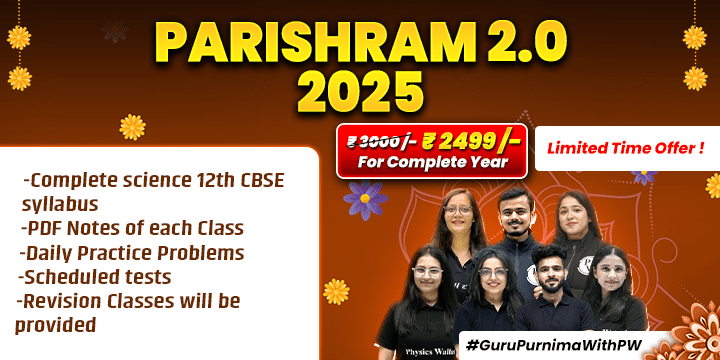 PARISHRAM 2.0
2025
₹ 3000/- ₹ 2499/-
For Complete Year
Limited Time Offer !
-Complete science 12th CBSE
syllabus
-PDF Notes of each Class
-Daily Practice Problems
-Scheduled tests
-Revision Classes will be
provided
Physics Walla
#GuruPurnimaWithPW